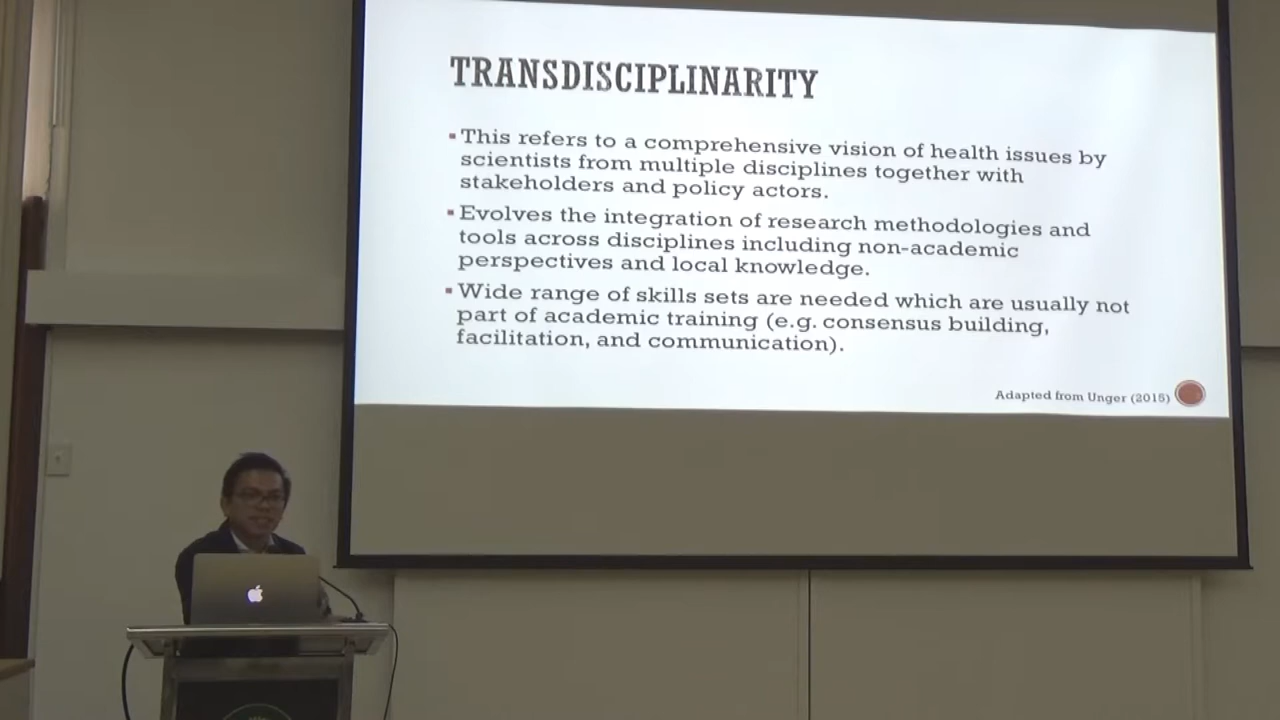 TRANSDISCIPLINARITY
▪ This refers to a comprehensive vision of health issues by
scientists from multiple disciplines together with
stakeholders and policy actors.
▪ Evolves the integration of research methodologies and
tools across disciplines including non-academic
perspectives and local knowledge.
▪ Wide range of skills sets are needed which are usually not
part of academic training (e.g. consensus building,
facilitation, and communication).
Adapted from Unger (2015)